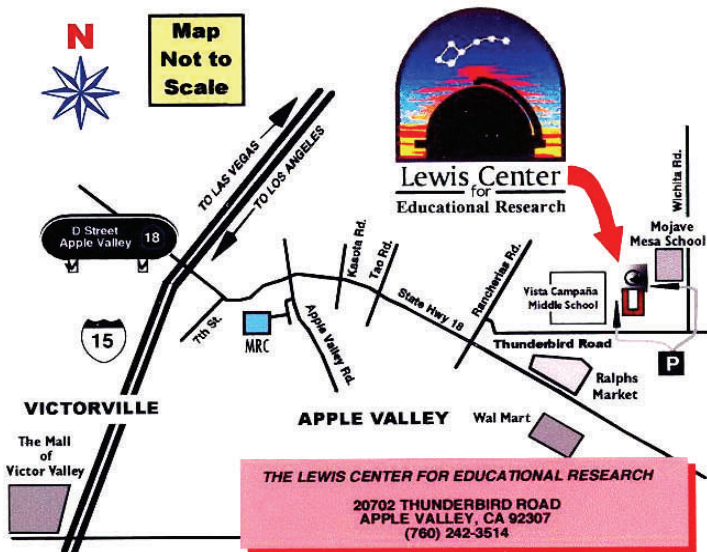 N
Map
Not to
Scale
TO LAS VEGAS
TO LOS ANGELES
Lewis Center
for
Educational Research
Wichita Rd.
D Street
Apple Valley
18
Mojave
Mesa School
Kasota Rd.
Tao Rd.
Rancherias Rd.
Vista Campaña
Middle School
State Hwy 18
7th St.
MRC
Apple Valley Rd.
15
Thunderbird Road
P
Ralphs
Market
VICTORVILLE
APPLE VALLEY
Wal Mart
The Mall
of
Victor Valley
THE LEWIS CENTER FOR EDUCATIONAL RESEARCH
20702 THUNDERBIRD ROAD
APPLE VALLEY, CA 92307
(760) 242-3514